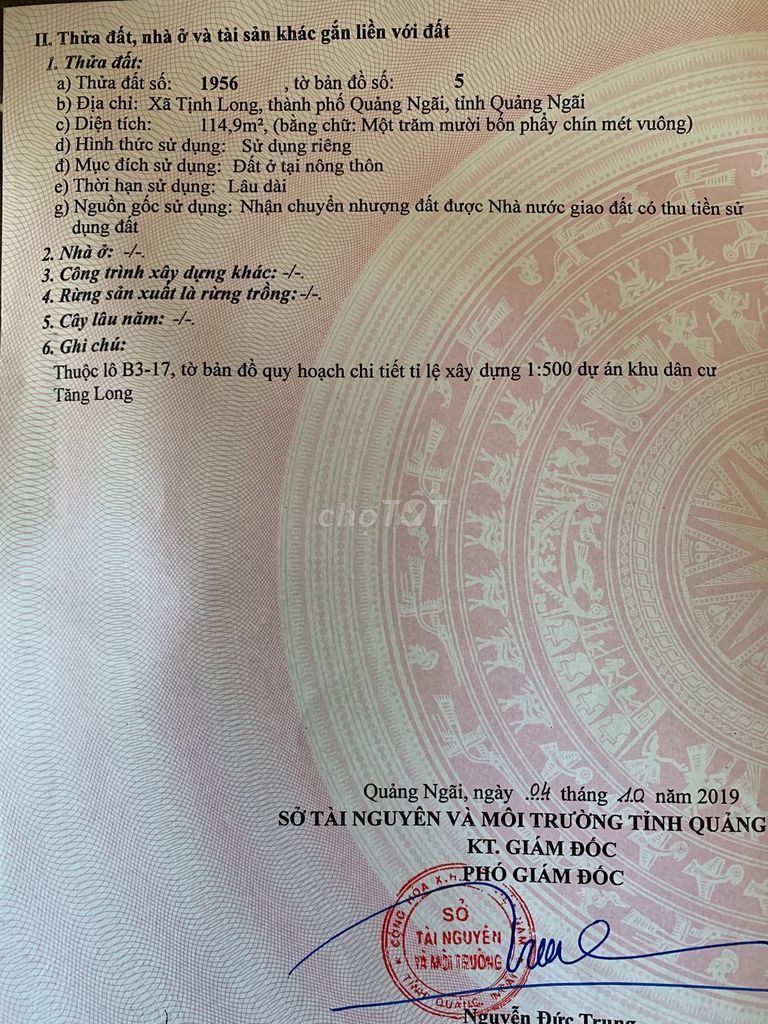 II. Thửa đất, nhà ở và tài sản khác gắn liền với đất
1. Thửa đất:
a) Thửa đất số: 1956 , tờ bản đồ số: 5
b) Địa chỉ: Xã Tịnh Long, thành phố Quảng Ngãi, tỉnh Quảng Ngãi
c) Diện tích: 114,9m², (bằng chữ: Một trăm mười bốn phẩy chín mét vuông)
d) Hình thức sử dụng: Sử dụng riêng
đ) Mục đích sử dụng: Đất ở tại nông thôn
e) Thời hạn sử dụng: Lâu dài
g) Nguồn gốc sử dụng: Nhận chuyển nhượng đất được Nhà nước giao đất có thu tiền sử
dụng đất
2. Nhà ở: -/-.
3. Công trình xây dựng khác: -/-.
4. Rừng sản xuất là rừng trồng: -/-.
5. Cây lâu năm: -/-.
6. Ghi chú:
Thuộc lô B3-17, tờ bản đồ quy hoạch chi tiết tỉ lệ xây dựng 1:500 dự án khu dân cư
Tăng Long
chợTỐT
Quảng Ngãi, ngày 04 tháng 10 năm 2019
SỞ TÀI NGUYÊN VÀ MÔI TRƯỜNG TỈNH QUẢNG
KT. GIÁM ĐỐC
PHÓ GIÁM ĐỐC
CỘNG HÒA X.H.
SỞ
TÀI NGUYÊN
VÀ MÔI TRƯỜNG
TỈNH QUẢNG NGÃI
Nguyễn Đức Trung